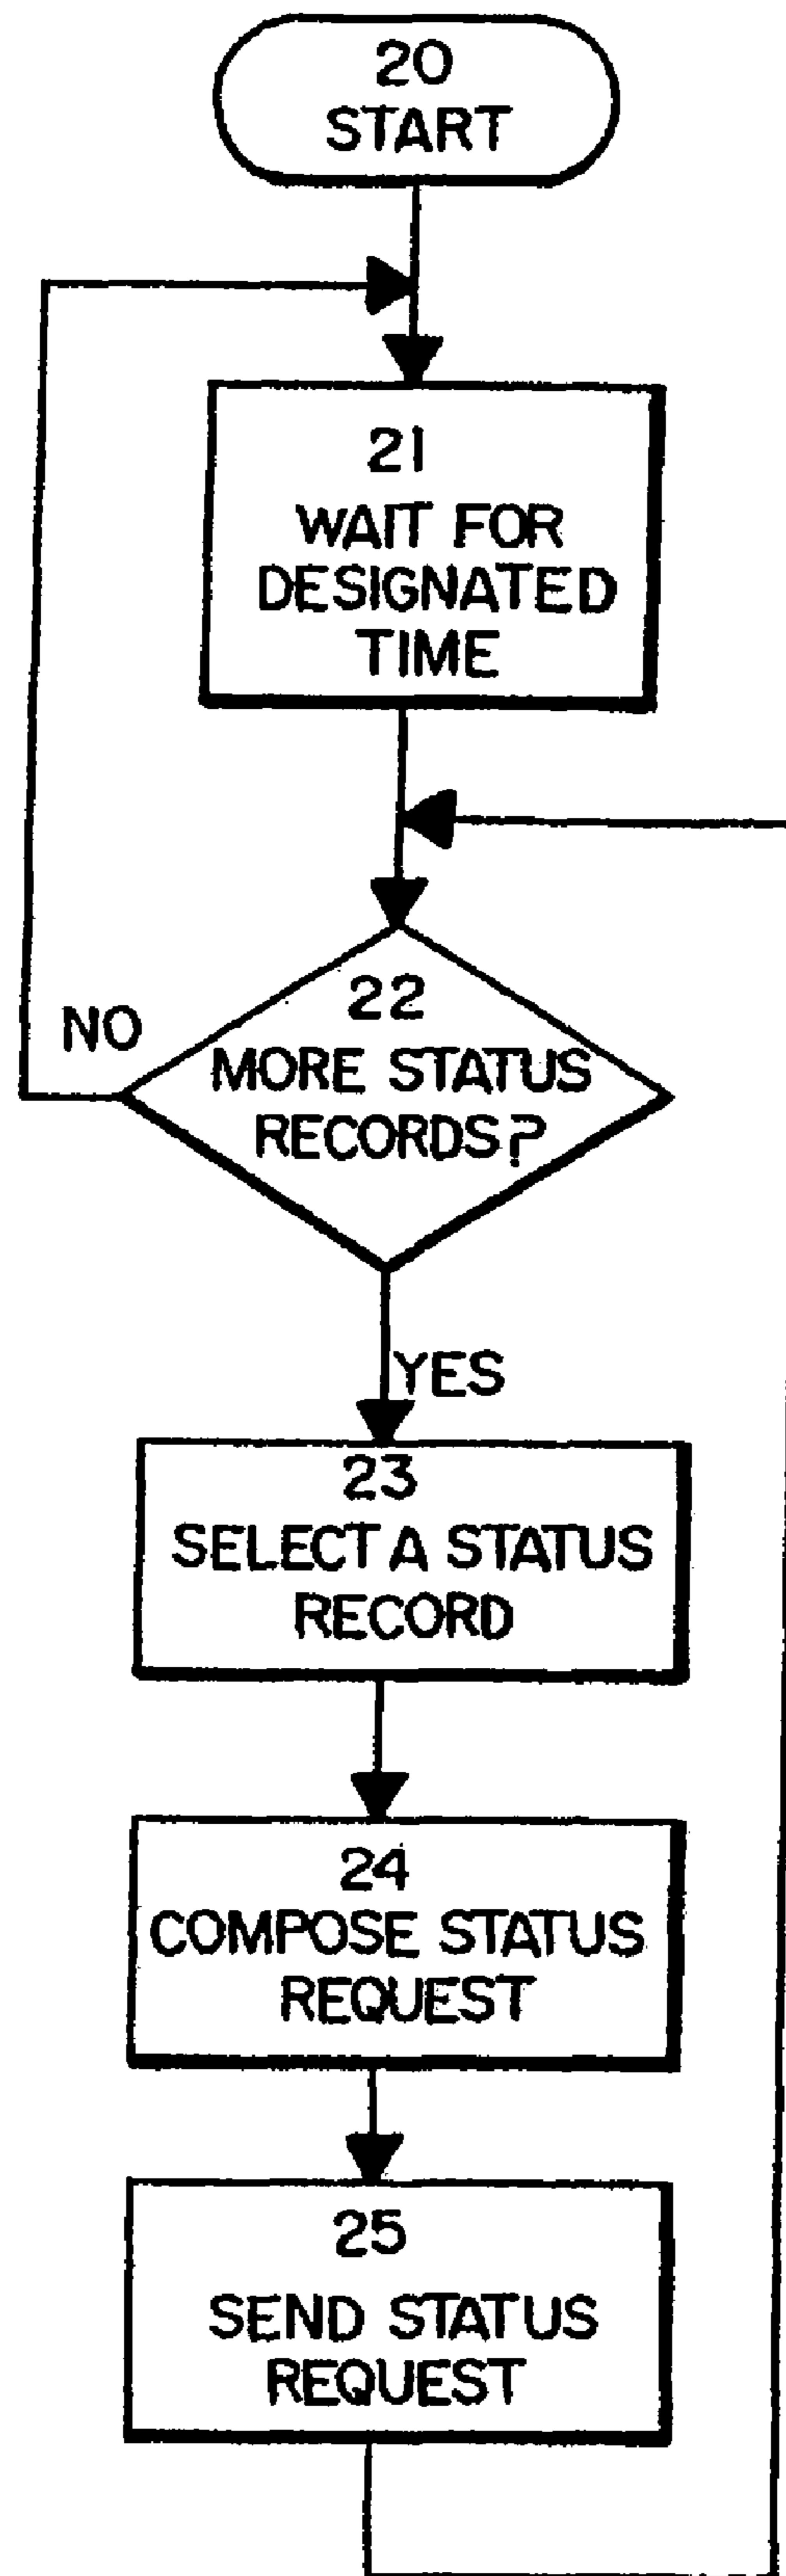 20
START
21
WAIT FOR
DESIGNATED
TIME
22
MORE STATUS
RECORDS?
NO
YES
23
SELECT A STATUS
RECORD
24
COMPOSE STATUS
REQUEST
25
SEND STATUS
REQUEST